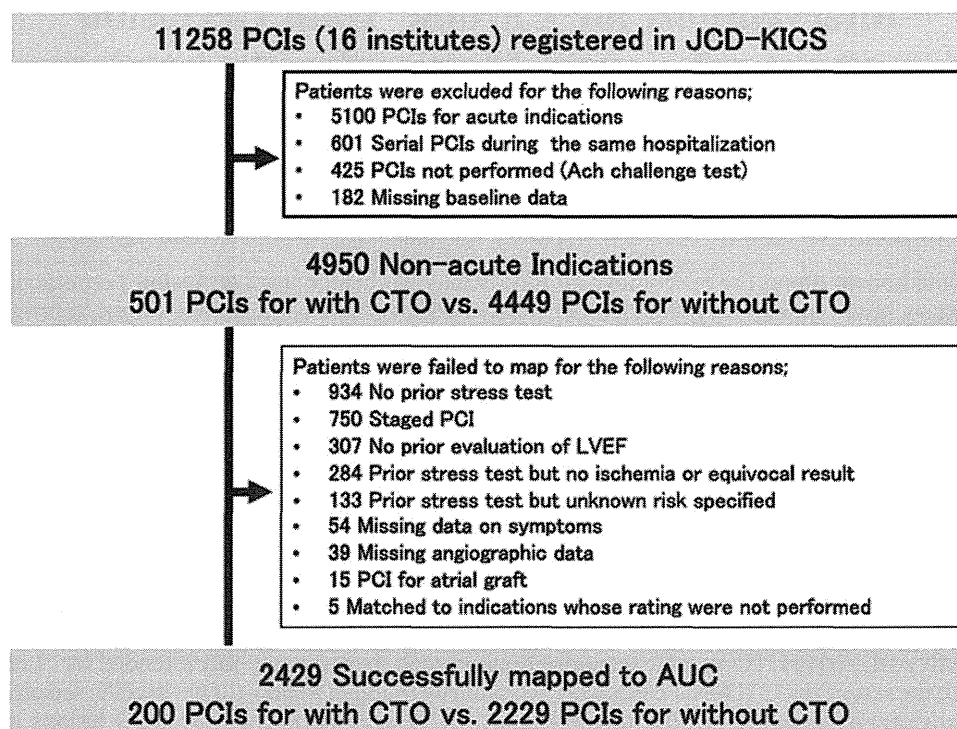 11258 PCIs (16 institutes) registered in JCD-KICS
Patients were excluded for the following reasons;
• 5100 PCIs for acute indications
• 601 Serial PCIs during the same hospitalization
• 425 PCIs not performed (Ach challenge test)
• 182 Missing baseline data
4950 Non-acute Indications
501 PCIs for with CTO vs. 4449 PCIs for without CTO
Patients were failed to map for the following reasons;
• 934 No prior stress test
• 750 Staged PCI
• 307 No prior evaluation of LVEF
• 284 Prior stress test but no ischemia or equivocal result
• 133 Prior stress test but unknown risk specified
• 54 Missing data on symptoms
• 39 Missing angiographic data
• 15 PCI for atrial graft
• 5 Matched to indications whose rating were not performed
2429 Successfully mapped to AUC
200 PCIs for with CTO vs. 2229 PCIs for without CTO